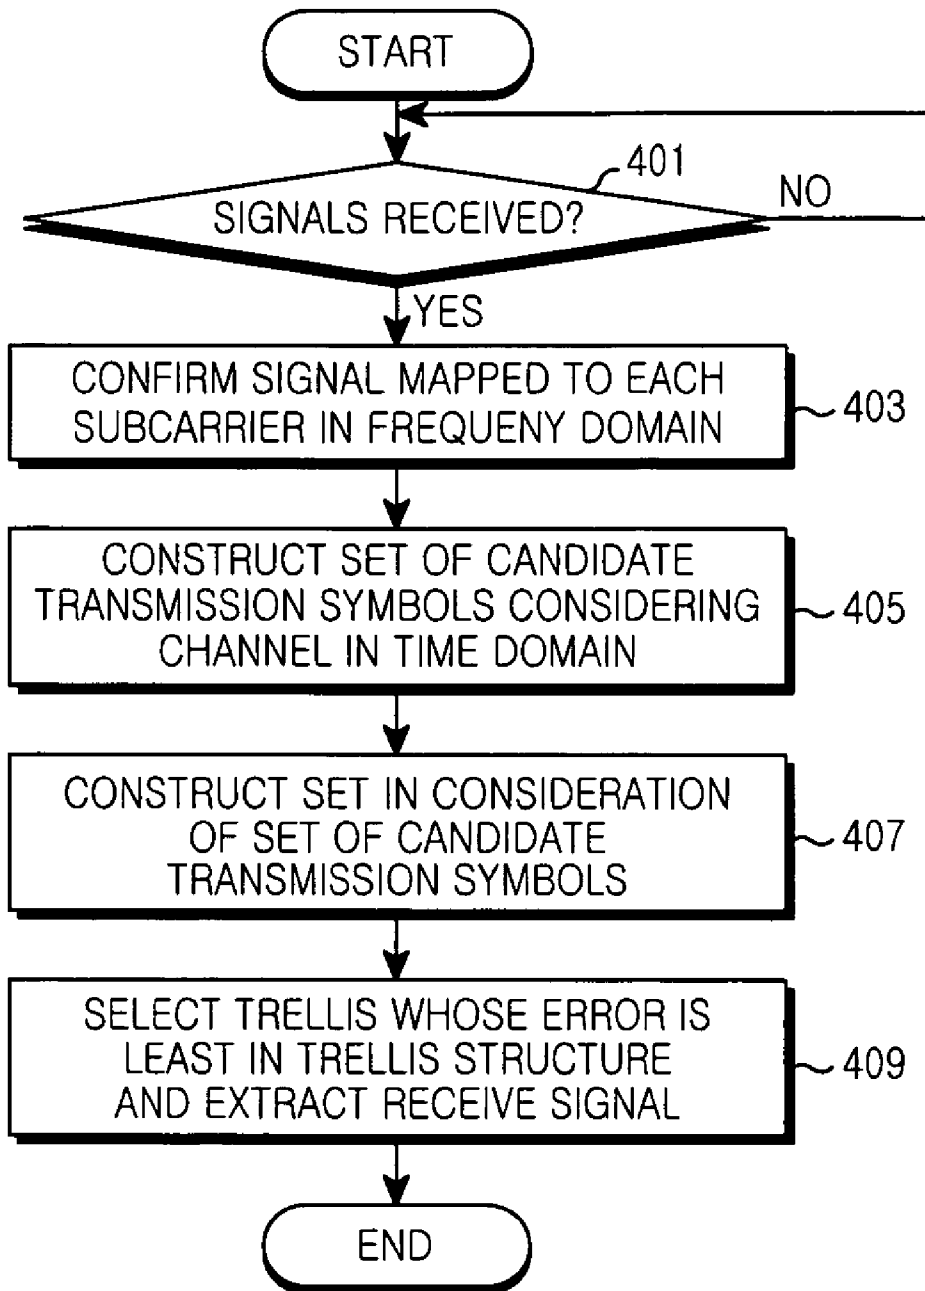 START
401
SIGNALS RECEIVED?
NO
YES
CONFIRM SIGNAL MAPPED TO EACH
SUBCARRIER IN FREQUENY DOMAIN
403
CONSTRUCT SET OF CANDIDATE
TRANSMISSION SYMBOLS CONSIDERING
CHANNEL IN TIME DOMAIN
405
CONSTRUCT SET IN CONSIDERATION
OF SET OF CANDIDATE
TRANSMISSION SYMBOLS
407
SELECT TRELLIS WHOSE ERROR IS
LEAST IN TRELLIS STRUCTURE
AND EXTRACT RECEIVE SIGNAL
409
END